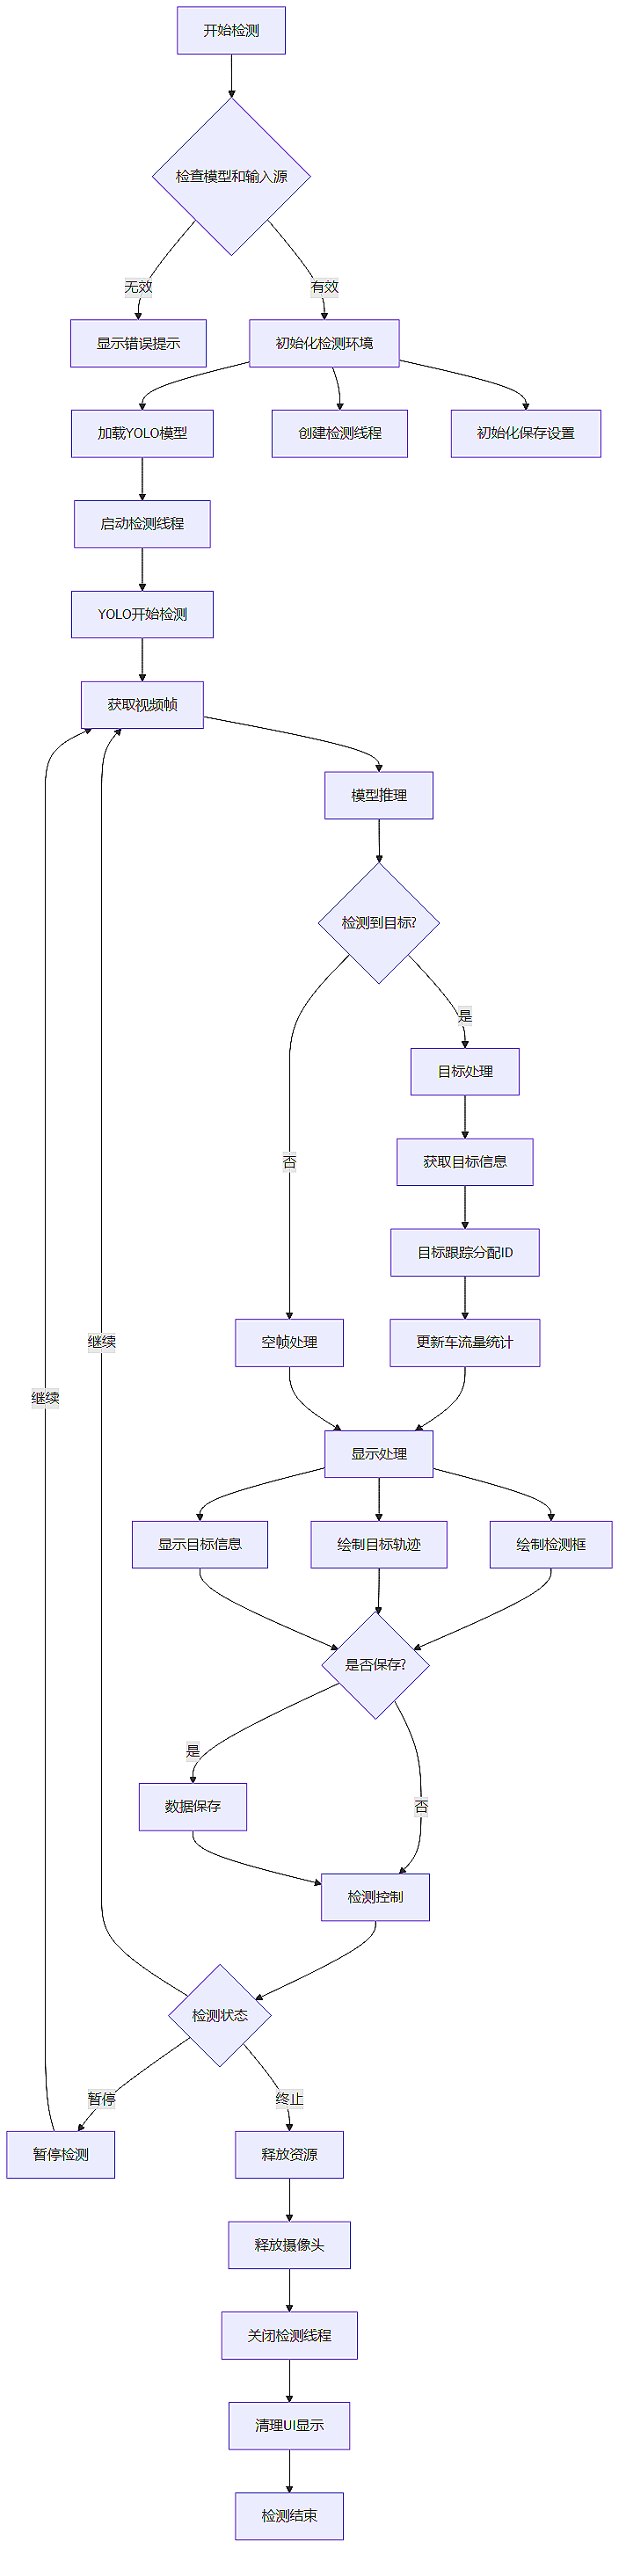 开始检测
检查模型和输入源
无效
有效
显示错误提示
初始化检测环境
加载YOLO模型
创建检测线程
初始化保存设置
启动检测线程
YOLO开始检测
获取视频帧
模型推理
检测到目标?
是
目标处理
获取目标信息
否
目标跟踪分配ID
空帧处理
更新车流量统计
继续
继续
显示处理
显示目标信息
绘制目标轨迹
绘制检测框
是否保存?
是
数据保存
否
检测控制
检测状态
暂停
终止
暂停检测
释放资源
释放摄像头
关闭检测线程
清理UI显示
检测结束